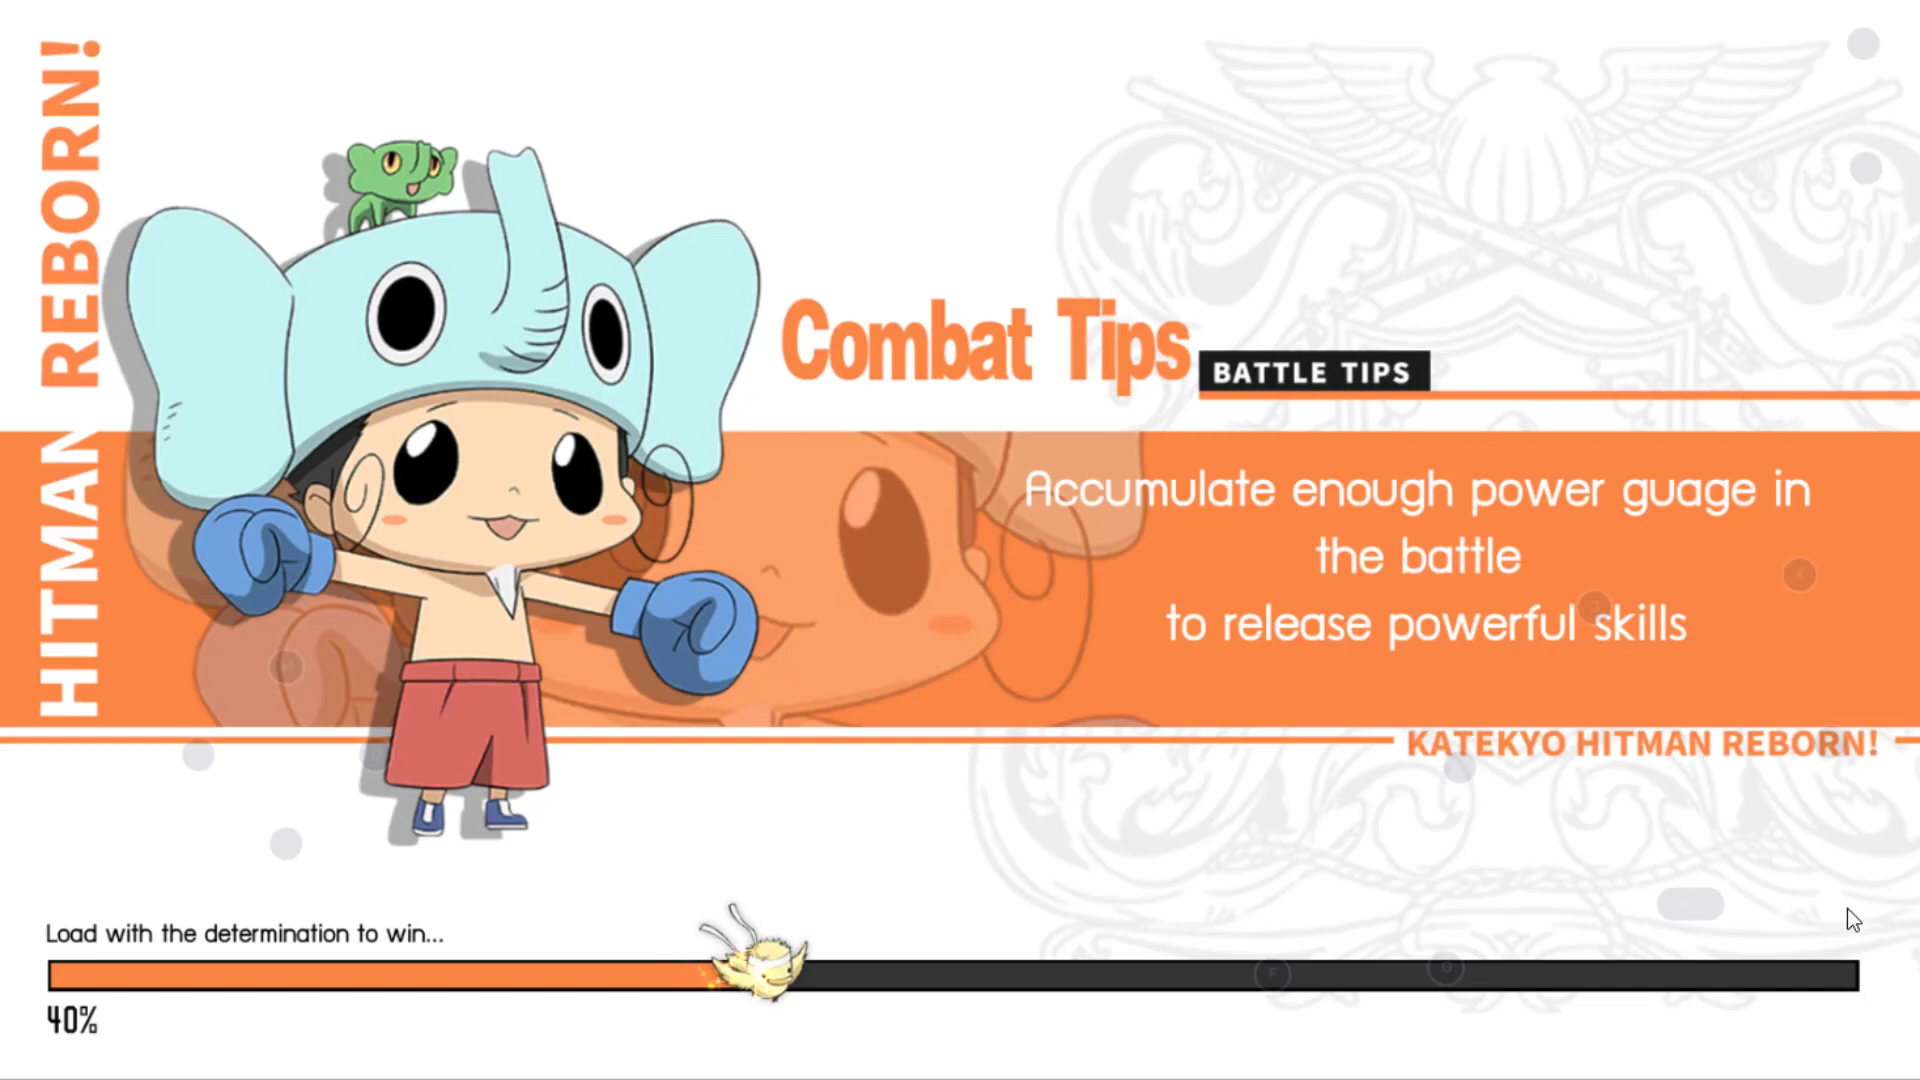 HITMAN REBORN!
Combat Tips
BATTLE TIPS
Accumulate enough power guage in
the battle
to release powerful skills
KATEKYO HITMAN REBORN!
Load with the determination to win...
40%
F
G